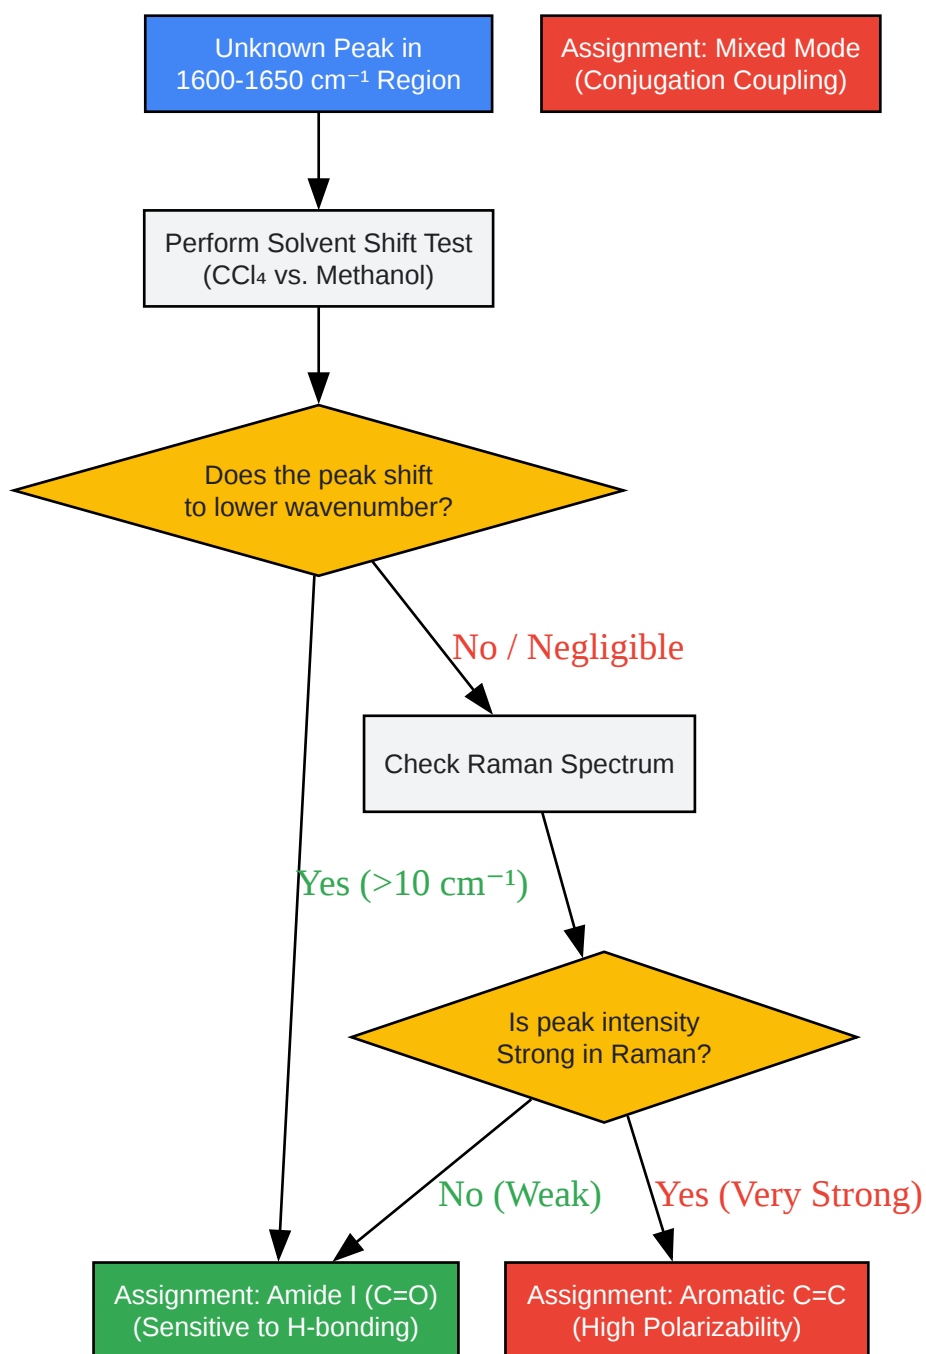 Unknown Peak in
1600-1650 cm⁻¹ Region
Assignment: Mixed Mode
(Conjugation Coupling)
Perform Solvent Shift Test
(CCl₄ vs. Methanol)
Does the peak shift
to lower wavenumber?
No / Negligible
Check Raman Spectrum
Yes (>10 cm⁻¹)
Is peak intensity
Strong in Raman?
No (Weak)
Yes (Very Strong)
Assignment: Amide I (C=O)
(Sensitive to H-bonding)
Assignment: Aromatic C=C
(High Polarizability)